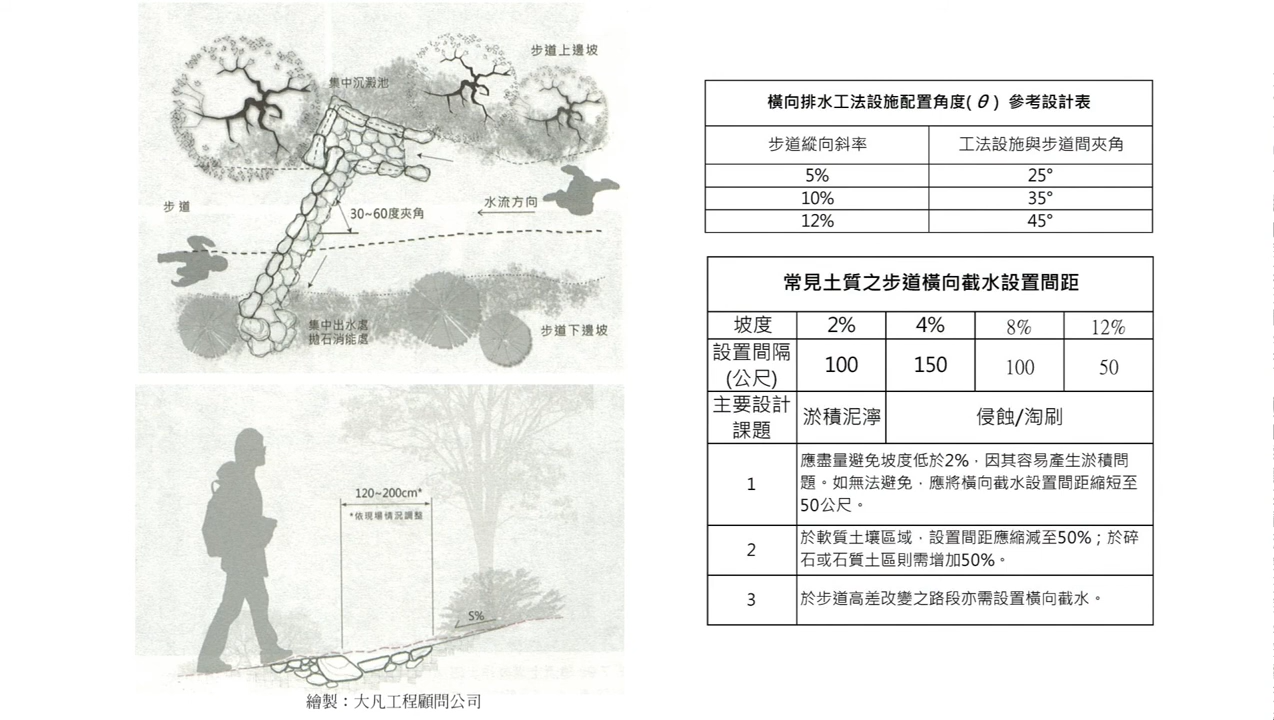 步道上邊坡
集中沉澱池
步道
水流方向
30~60度夾角
集中出水處
拋石消能處
步道下邊坡
120~200cm*
*依現場情況調整
S%
繪製：大凡工程顧問公司
橫向排水工法設施配置角度(θ) 參考設計表
步道縱向斜率 工法設施與步道間夾角
5% 25°
10% 35°
12% 45°
常見土質之步道橫向截水設置間距
坡度 2% 4% 8% 12%
設置間隔
(公尺) 100 150 100 50
主要設計
課題 淤積泥濘 侵蝕/淘刷
1 應盡量避免坡度低於2%，因其容易產生淤積問
題。如無法避免，應將橫向截水設置間距縮短至
50公尺。
2 於軟質土壤區域，設置間距應縮減至50%；於碎
石或石質土區則需增加50%。
3 於步道高差改變之路段亦需設置橫向截水。